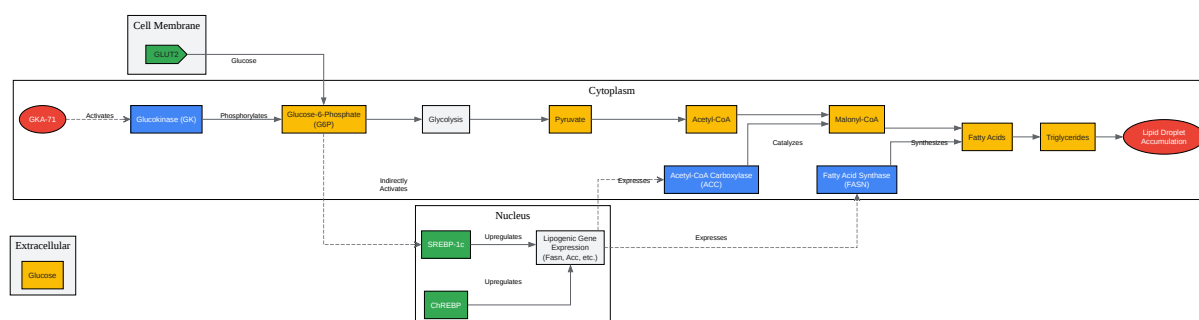 Cell Membrane
GLUT2
Glucose
Cytoplasm
GKA-71
Activates
Glucokinase (GK)
Phosphorylates
Glucose-6-Phosphate
(G6P)
Glycolysis
Pyruvate
Acetyl-CoA
Malonyl-CoA
Catalyzes
Fatty Acids
Synthesizes
Triglycerides
Lipid Droplet
Accumulation
Indirectly
Activates
Expresses
Acetyl-CoA Carboxylase
(ACC)
Fatty Acid Synthase
(FASN)
Nucleus
SREBP-1c
Upregulates
Lipogenic Gene
Expression
(Fasn, Acc, etc.)
Expresses
Upregulates
ChREBP
Extracellular
Glucose